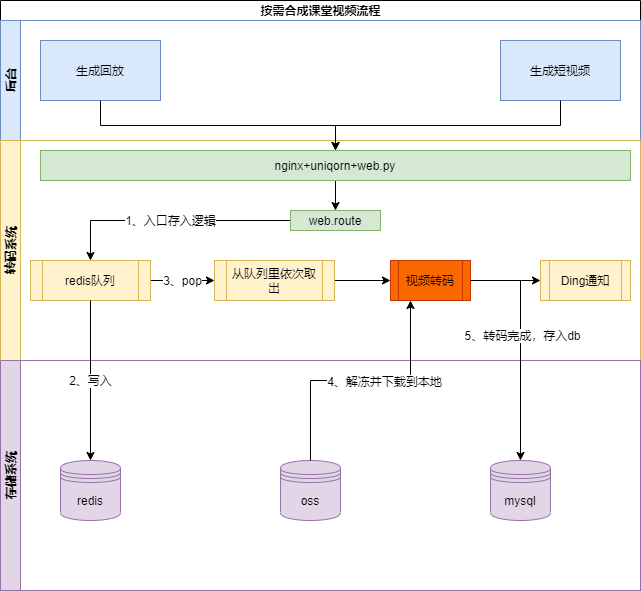 按需合成课堂视频流程
后台
生成回放
生成短视频
转码系统
nginx+uniqorn+web.py
web.route
1、入口存入逻辑
redis队列
3、pop
从队列里依次取
出
视频转码
Ding通知
5、转码完成，存入db
2、写入
4、解冻并下载到本地
存储系统
redis
oss
mysql